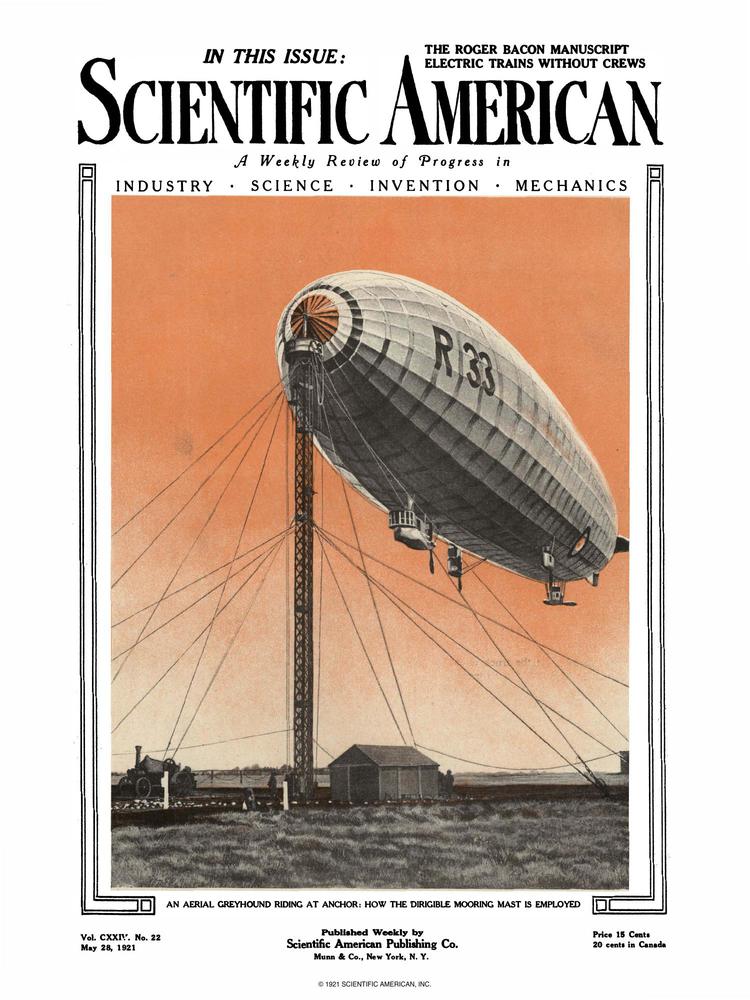 IN THIS ISSUE:
THE ROGER BACON MANUSCRIPT
ELECTRIC TRAINS WITHOUT CREWS
SCIENTIFIC AMERICAN
A Weekly Review of Progress in
INDUSTRY · SCIENCE · INVENTION · MECHANICS
R 33
AN AERIAL GREYHOUND RIDING AT ANCHOR: HOW THE DIRIGIBLE MOORING MAST IS EMPLOYED
Vol. CXXIV. No. 22
May 28, 1921
Published Weekly by
Scientific American Publishing Co.
Munn & Co., New York, N. Y.
Price 15 Cents
20 cents in Canada
© 1921 SCIENTIFIC AMERICAN, INC.